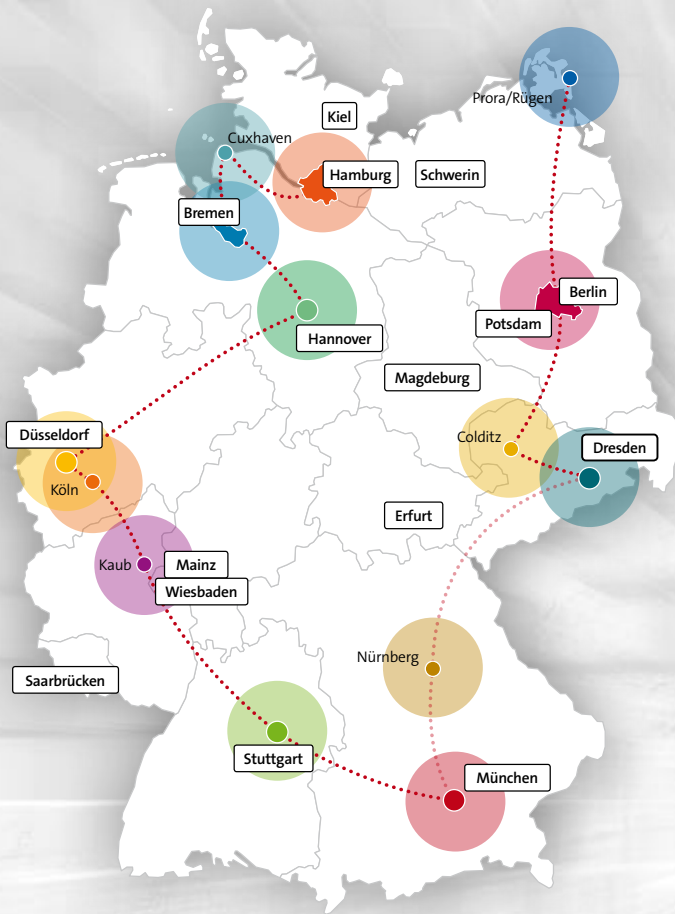 Prora/Rügen
Kiel
Cuxhaven
Hamburg
Schwerin
Bremen
Berlin
Potsdam
Hannover
Magdeburg
Düsseldorf
Colditz
Dresden
Köln
Erfurt
Kaub
Mainz
Wiesbaden
Nürnberg
Saarbrücken
Stuttgart
München